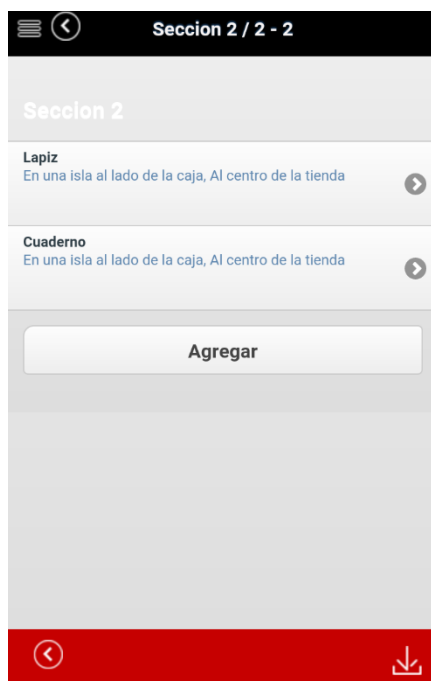 Seccion 2 / 2 - 2
Seccion 2
Lapiz
En una isla al lado de la caja, Al centro de la tienda
Cuaderno
En una isla al lado de la caja, Al centro de la tienda
Agregar